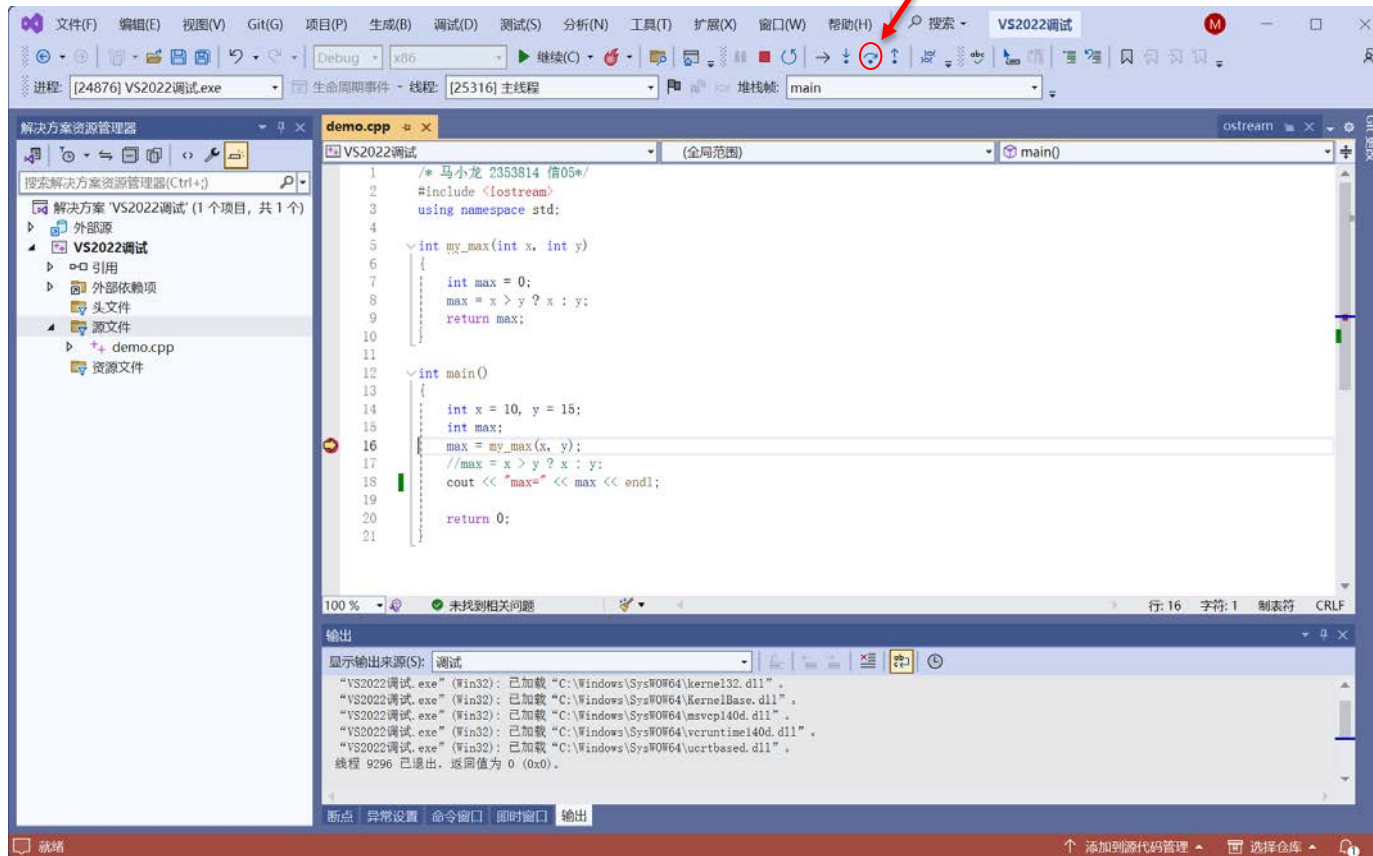 文件(F) 编辑(E) 视图(V) Git(G) 项目(P) 生成(B) 调试(D) 测试(S) 分析(N) 工具(T) 扩展(X) 窗口(W) 帮助(H) 搜索 VS2022调试 M
Debug x86 继续(C)
进程: [24876] VS2022调试.exe 生命周期事件 线程: [25316] 主线程 堆栈帧: main
解决方案资源管理器
搜索解决方案资源管理器(Ctrl+;)
解决方案 'VS2022调试' (1 个项目, 共 1 个)
外部源
VS2022调试
引用
外部依赖项
头文件
源文件
demo.cpp
资源文件
demo.cpp ostream
VS2022调试 (全局范围) main()
1 /* 马小龙 2353814 信05*/
2 #include <iostream>
3 using namespace std;
4
5 int my_max(int x, int y)
6 {
7 int max = 0;
8 max = x > y ? x : y;
9 return max;
10 }
11
12 int main()
13 {
14 int x = 10, y = 15;
15 int max;
16 max = my_max(x, y);
17 //max = x > y ? x : y;
18 cout << "max=" << max << endl;
19
20 return 0;
21 }
100 % 未找到相关问题 行: 16 字符: 1 制表符 CRLF
输出
显示输出来源(S): 调试
“VS2022调试.exe” (Win32): 已加载 “C:\Windows\SysWOW64\kernel32.dll”。
“VS2022调试.exe” (Win32): 已加载 “C:\Windows\SysWOW64\KernelBase.dll”。
“VS2022调试.exe” (Win32): 已加载 “C:\Windows\SysWOW64\msvcp140d.dll”。
“VS2022调试.exe” (Win32): 已加载 “C:\Windows\SysWOW64\vcruntime140d.dll”。
“VS2022调试.exe” (Win32): 已加载 “C:\Windows\SysWOW64\ucrtbased.dll”。
线程 9296 已退出，返回值为 0 (0x0)。
断点 异常设置 命令窗口 即时窗口 输出
就绪 添加到源代码管理 选择仓库 1